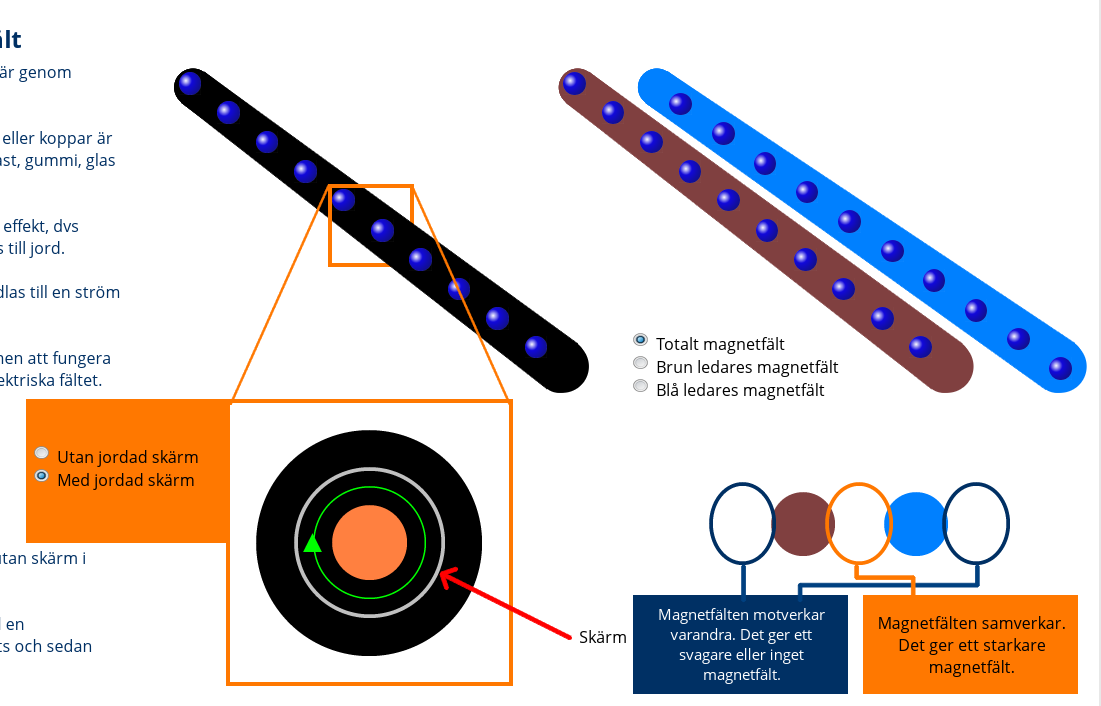 ält
är genom
eller koppar är
ast, gummi, glas
effekt, dvs
s till jord.
dlas till en ström
nen att fungera
ektriska fältet.
Utan jordad skärm
Med jordad skärm
utan skärm i
d en
ts och sedan
Totalt magnetfält
Brun ledares magnetfält
Blå ledares magnetfält
Skärm
Magnetfälten motverkar
varandra. Det ger ett
svagare eller inget
magnetfält.
Magnetfälten samverkar.
Det ger ett starkare
magnetfält.